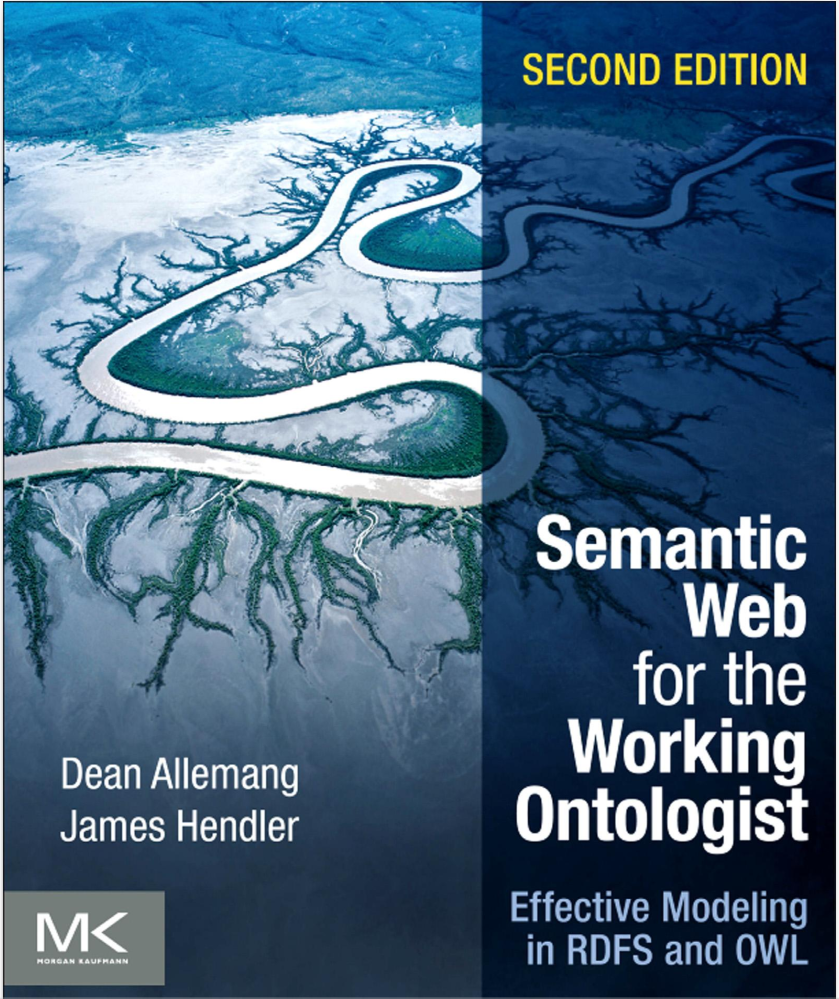 SECOND EDITION
Semantic
Web
for the
Working
Ontologist
Effective Modeling
in RDFS and OWL
Dean Allemang
James Hendler
MK
MORGAN KAUFMANN